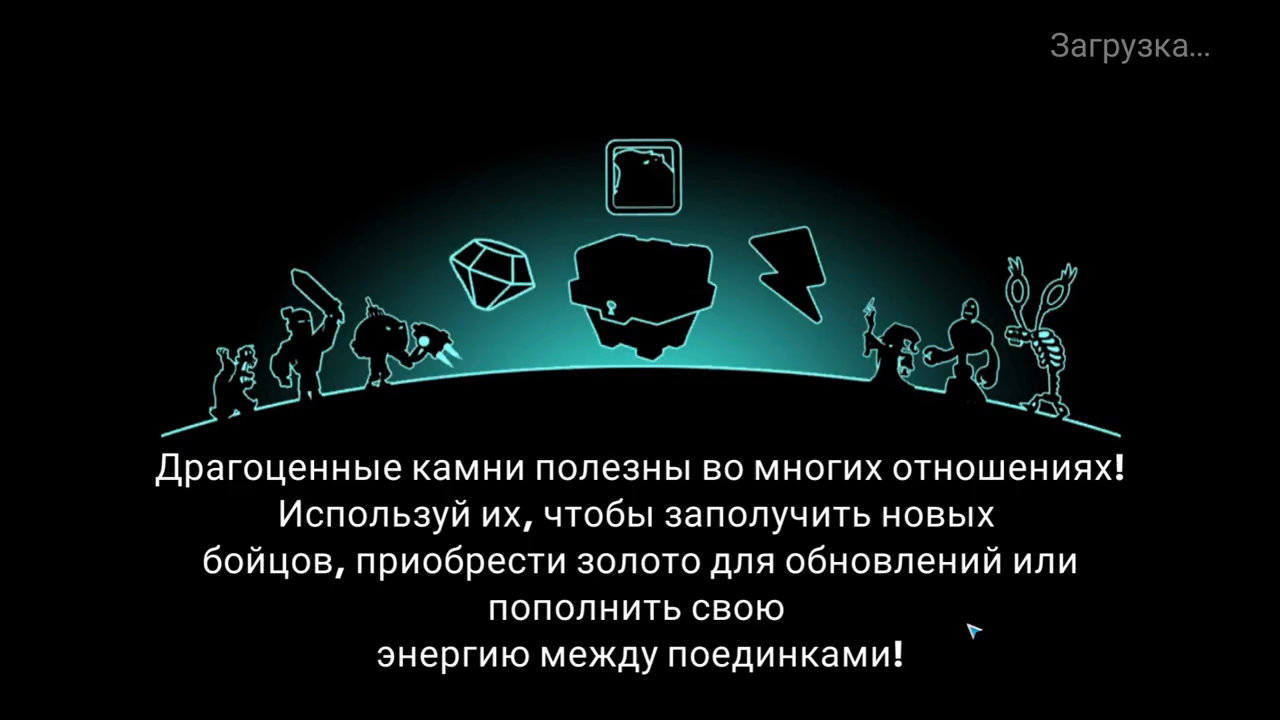 Загрузка...
Драгоценные камни полезны во многих отношениях!
Используй их, чтобы заполучить новых
бойцов, приобрести золото для обновлений или
пополнить свою
энергию между поединками!